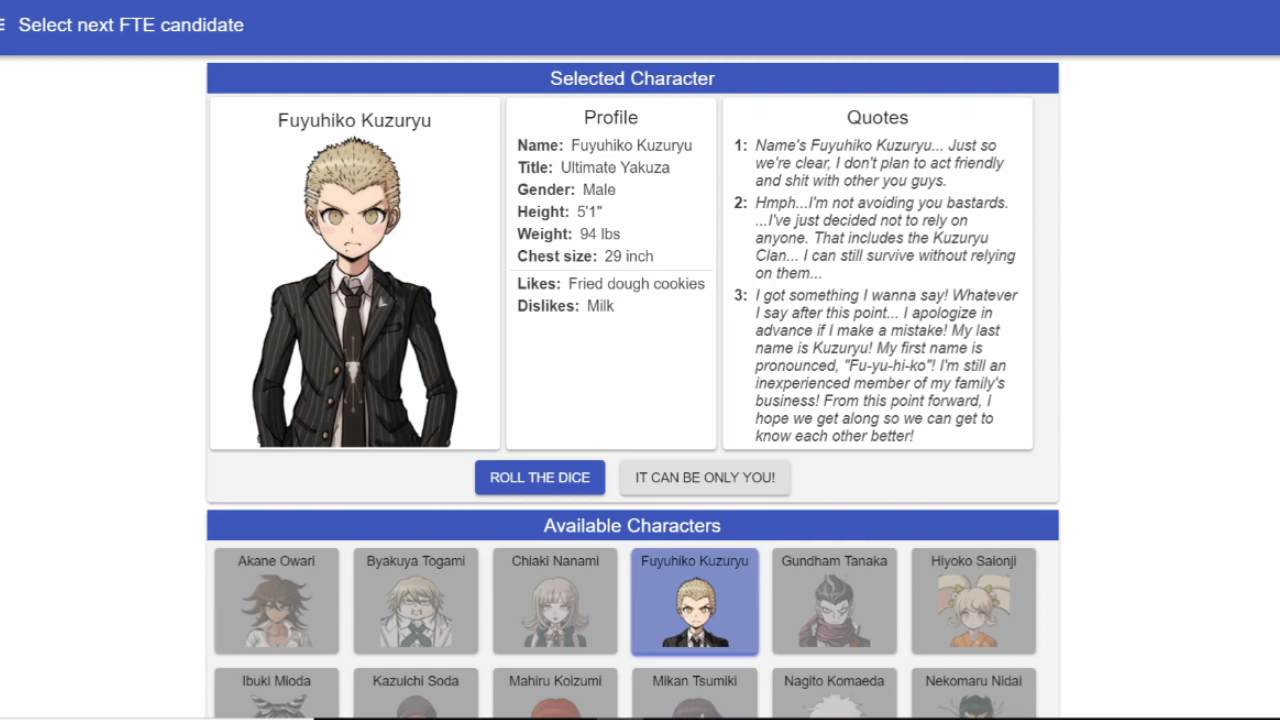 Select next FTE candidate
Selected Character
Fuyuhiko Kuzuryu
Profile
Name: Fuyuhiko Kuzuryu
Title: Ultimate Yakuza
Gender: Male
Height: 5'1"
Weight: 94 lbs
Chest size: 29 inch
Likes: Fried dough cookies
Dislikes: Milk
Quotes
1: Name's Fuyuhiko Kuzuryu... Just so
we're clear, I don't plan to act friendly
and shit with other you guys.
2: Hmph...I'm not avoiding you bastards.
...I've just decided not to rely on
anyone. That includes the Kuzuryu
Clan... I can still survive without relying
on them...
3: I got something I wanna say! Whatever
I say after this point... I apologize in
advance if I make a mistake! My last
name is Kuzuryu! My first name is
pronounced, "Fu-yu-hi-ko"! I'm still an
inexperienced member of my family's
business! From this point forward, I
hope we get along so we can get to
know each other better!
ROLL THE DICE
IT CAN BE ONLY YOU!
Available Characters
Akane Owari
Byakuya Togami
Chiaki Nanami
Fuyuhiko Kuzuryu
Gundham Tanaka
Hiyoko Saionji
Ibuki Mioda
Kazuichi Soda
Mahiru Koizumi
Mikan Tsumiki
Nagito Komaeda
Nekomaru Nidai